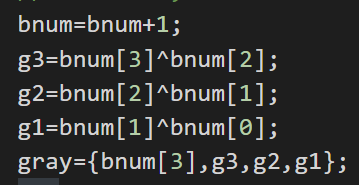 bnum=bnum+1;
g3=bnum[3]^bnum[2];
g2=bnum[2]^bnum[1];
g1=bnum[1]^bnum[0];
gray={bnum[3],g3,g2,g1};